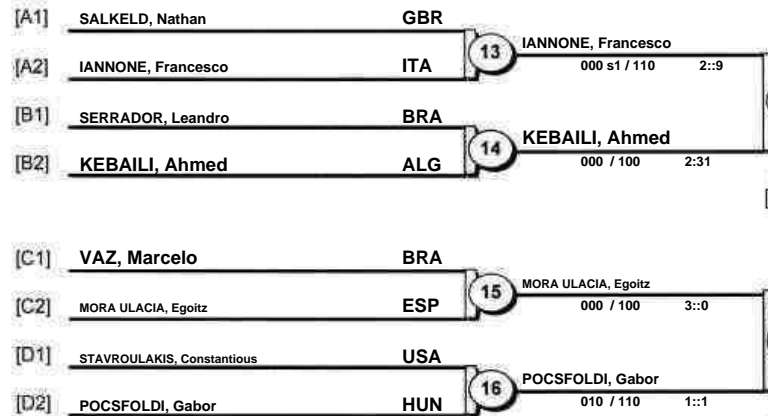 [A1] SALKELD, Nathan GBR
13 IANNONE, Francesco
[A2] IANNONE, Francesco ITA
000 s1 / 110 2::9
[B1] SERRADOR, Leandro BRA
14 KEBAILI, Ahmed
[B2] KEBAILI, Ahmed ALG
000 / 100 2:31
[C1] VAZ, Marcelo BRA
15 MORA ULACIA, Egoitz
[C2] MORA ULACIA, Egoitz ESP
000 / 100 3::0
[D1] STAVROULAKIS, Constantious USA
16 POCSFOLDI, Gabor
[D2] POCSFOLDI, Gabor HUN
010 / 110 1::1